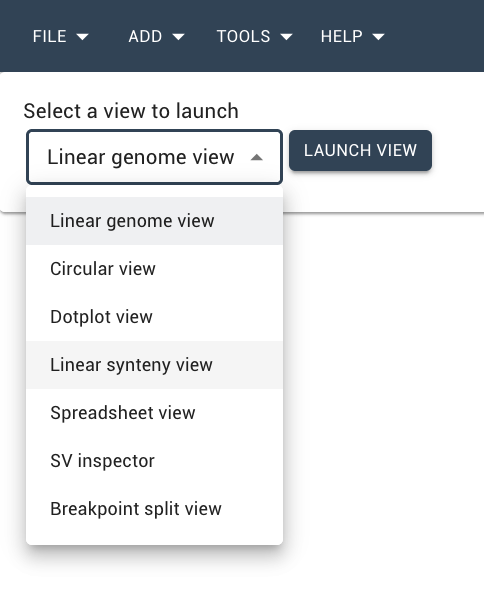 FILE ADD TOOLS HELP
Select a view to launch
Linear genome view LAUNCH VIEW
Linear genome view
Circular view
Dotplot view
Linear synteny view
Spreadsheet view
SV inspector
Breakpoint split view